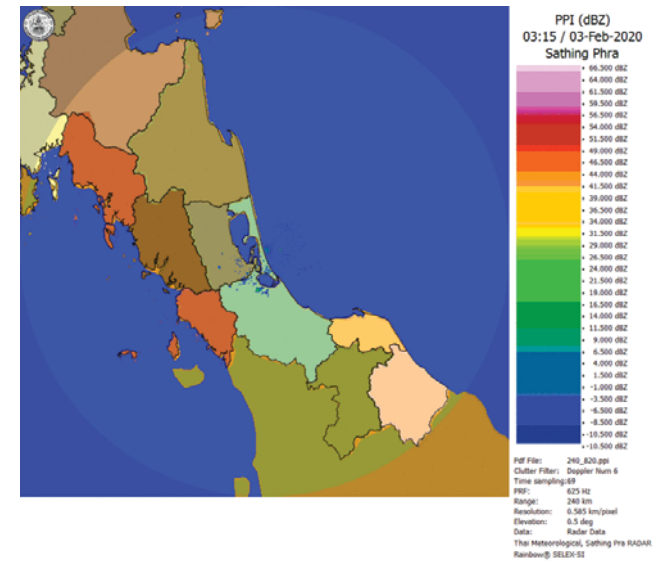 PPI (dBZ)
03:15 / 03-Feb-2020
Sathing Phra
66.500 dBZ
64.000 dBZ
61.500 dBZ
59.500 dBZ
56.500 dBZ
54.000 dBZ
51.500 dBZ
49.000 dBZ
46.500 dBZ
44.000 dBZ
41.500 dBZ
39.000 dBZ
36.500 dBZ
34.000 dBZ
31.500 dBZ
29.000 dBZ
26.500 dBZ
24.000 dBZ
21.500 dBZ
19.000 dBZ
16.500 dBZ
14.000 dBZ
11.500 dBZ
9.000 dBZ
6.500 dBZ
4.000 dBZ
1.500 dBZ
-1.000 dBZ
-3.500 dBZ
-6.500 dBZ
-8.500 dBZ
-10.500 dBZ
-10.500 dBZ
Pdf File: 240_820.ppi
Clutter Filter: Doppler Num 6
Time sampling:69
PRF: 625 Hz
Range: 240 km
Resolution: 0.585 km/pixel
Elevation: 0.5 deg
Data: Radar Data
Thai Meteorological, Sathing Pra RADAR
Rainbow® SELEX-SI